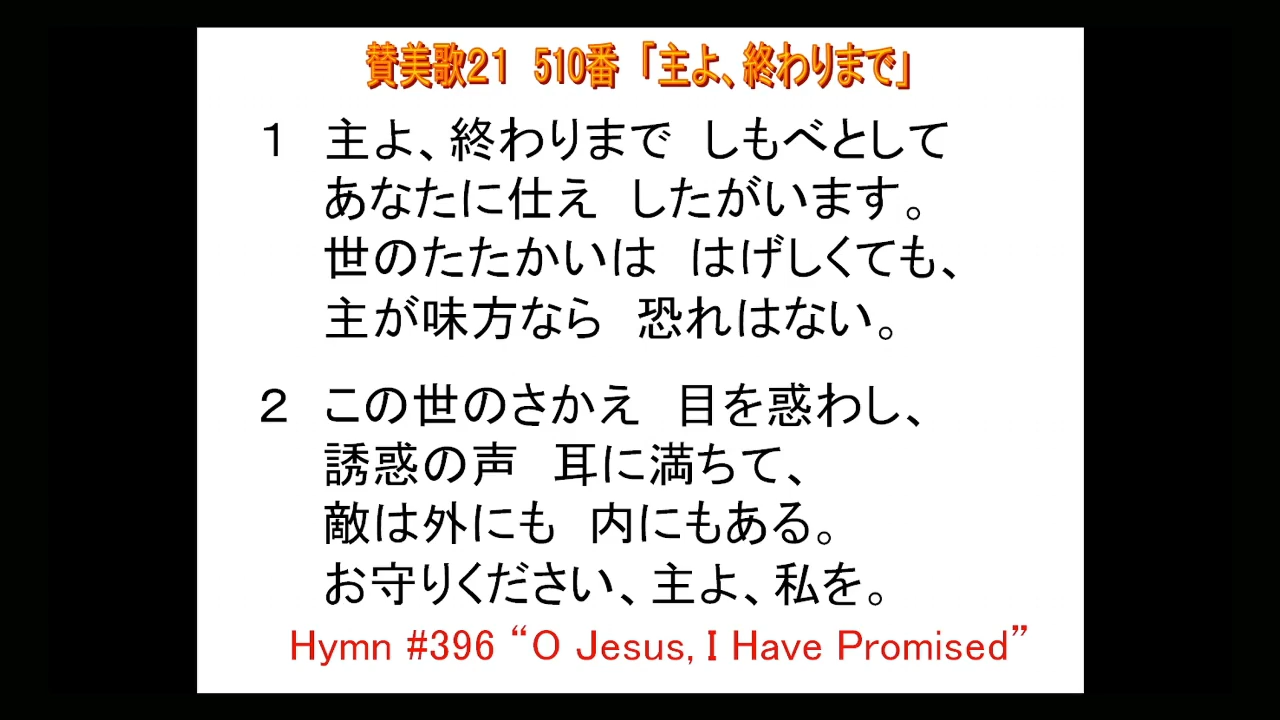 賛美歌21 510番 「主よ、終わりまで」
1 主よ、終わりまで しもべとして
あなたに仕え したがいます。
世のたたかいは はげしくても、
主が味方なら 恐れはない。
2 この世のさかえ 目を惑わし、
誘惑の声 耳に満ちて、
敵は外にも 内にもある。
お守りください、主よ、私を。
Hymn #396 “O Jesus, I Have Promised”